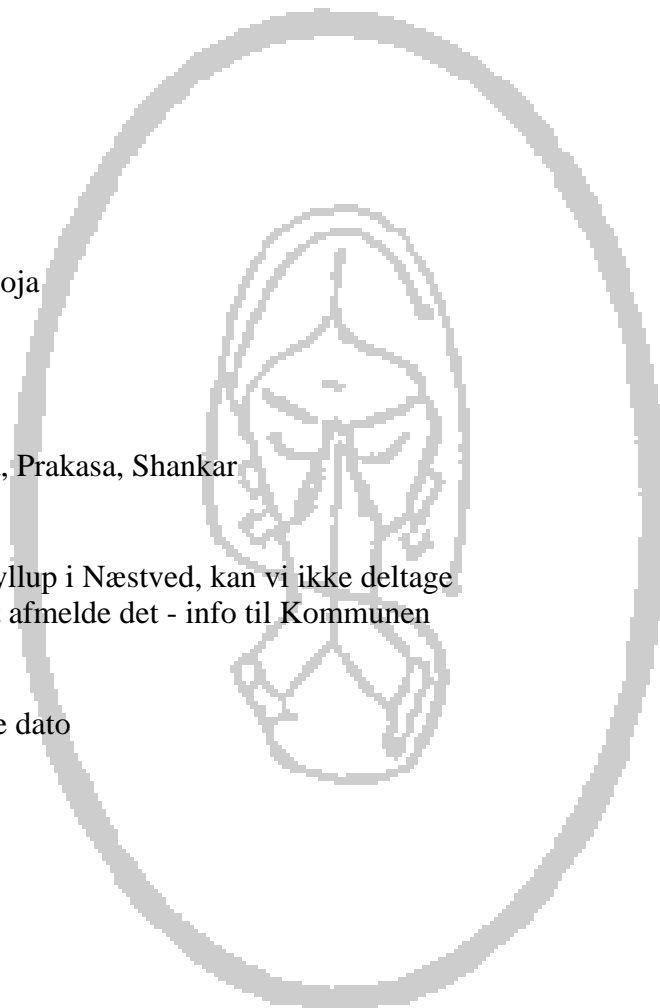 oja
, Prakasa, Shankar
yllup i Næstved, kan vi ikke deltage
afmelde det - info til Kommunen
e dato